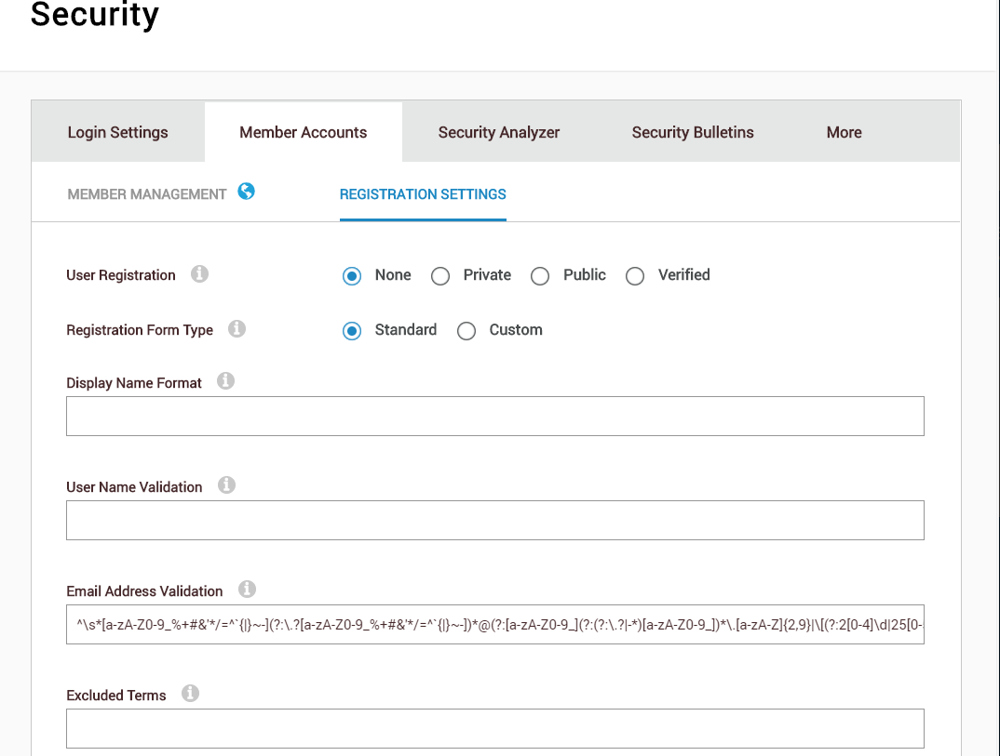 Security
Login Settings Member Accounts Security Analyzer Security Bulletins More
MEMBER MANAGEMENT REGISTRATION SETTINGS
User Registration None Private Public Verified
Registration Form Type Standard Custom
Display Name Format
User Name Validation
Email Address Validation
^\s*[a-zA-Z0-9_%+#&'*/=^`{|}~-](?:\.?[a-zA-Z0-9_%+#&'*/=^`{|}~-])*@(?:[a-zA-Z0-9_](?:(?:\.?|-*)[a-zA-Z0-9_])*\.[a-zA-Z]{2,9}|\[(?:2[0-4]\d|25[0-
Excluded Terms